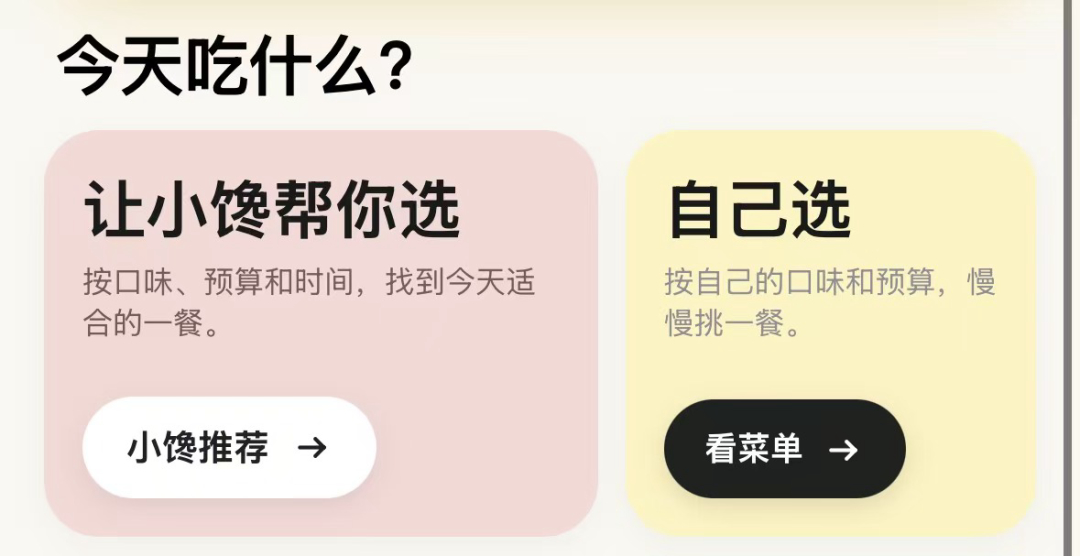 今天吃什么?
让小馋帮你选
按口味、预算和时间，找到今天适
合的一餐。
小馋推荐 →
自己选
按自己的口味和预算，慢
慢挑一餐。
看菜单 →